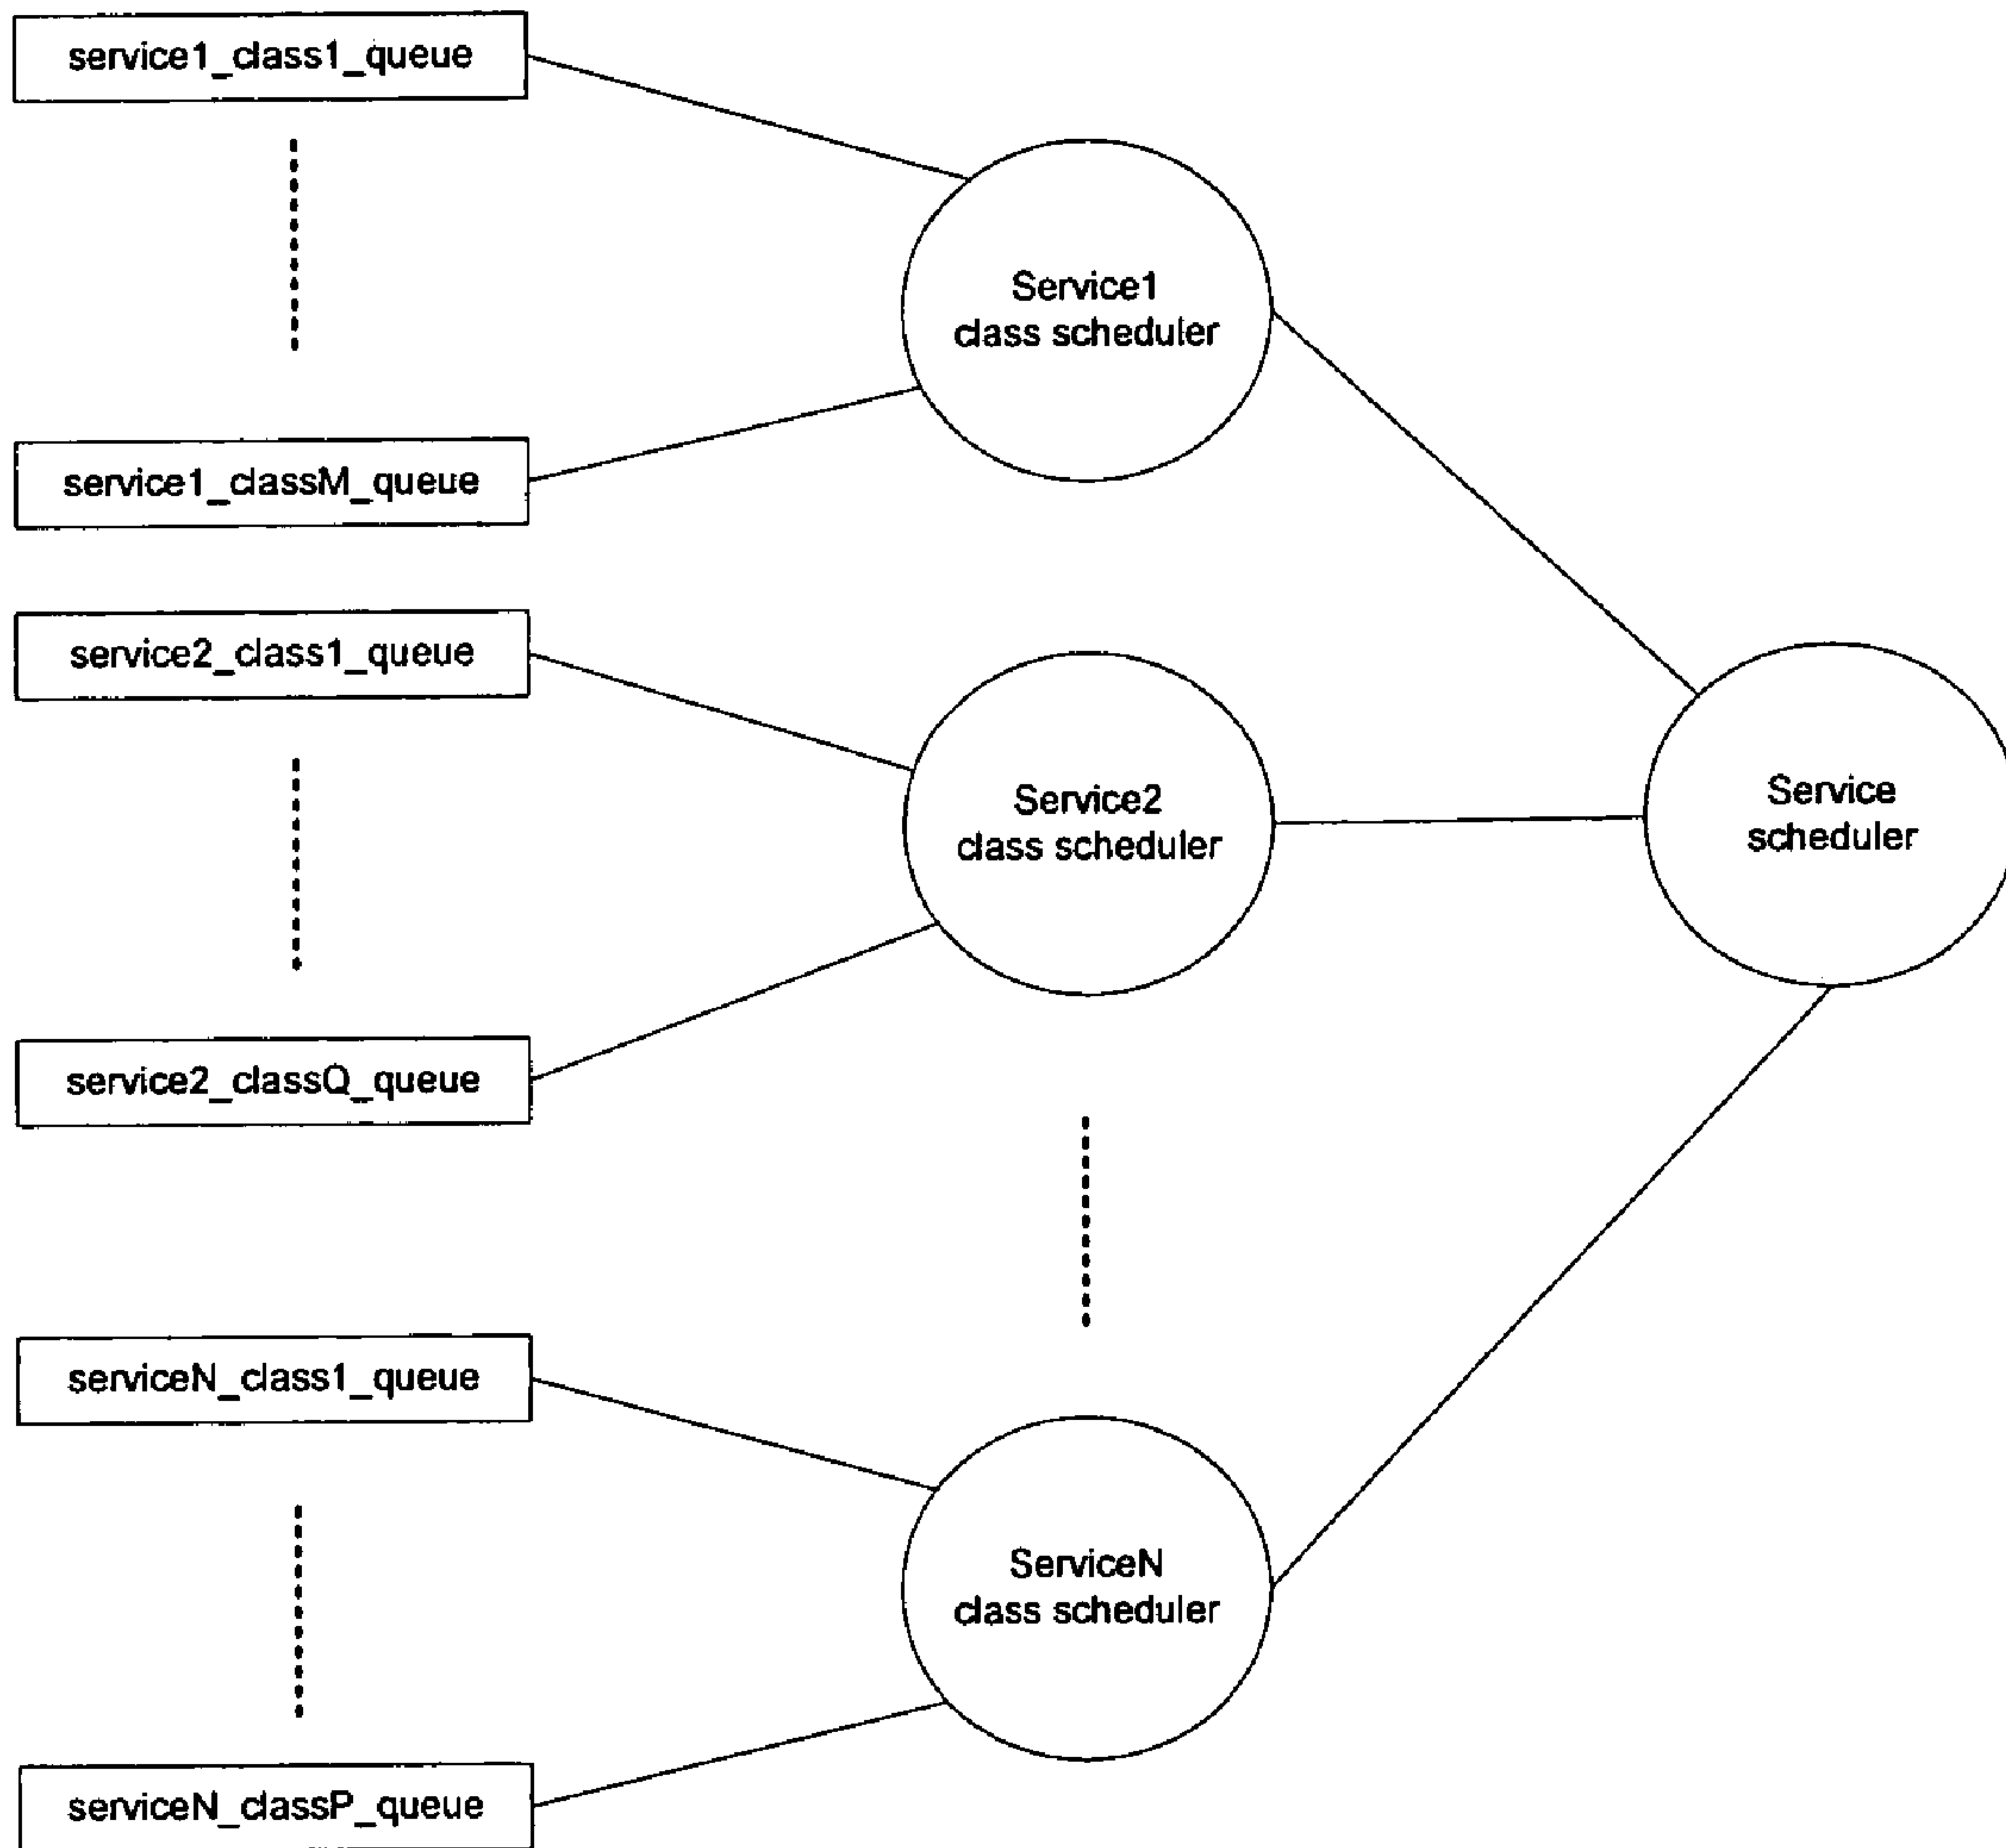 service1_class1_queue
Service1
class scheduler
service1_classM_queue
service2_class1_queue
Service2
class scheduler
Service
scheduler
service2_classQ_queue
serviceN_class1_queue
ServiceN
class scheduler
serviceN_classP_queue